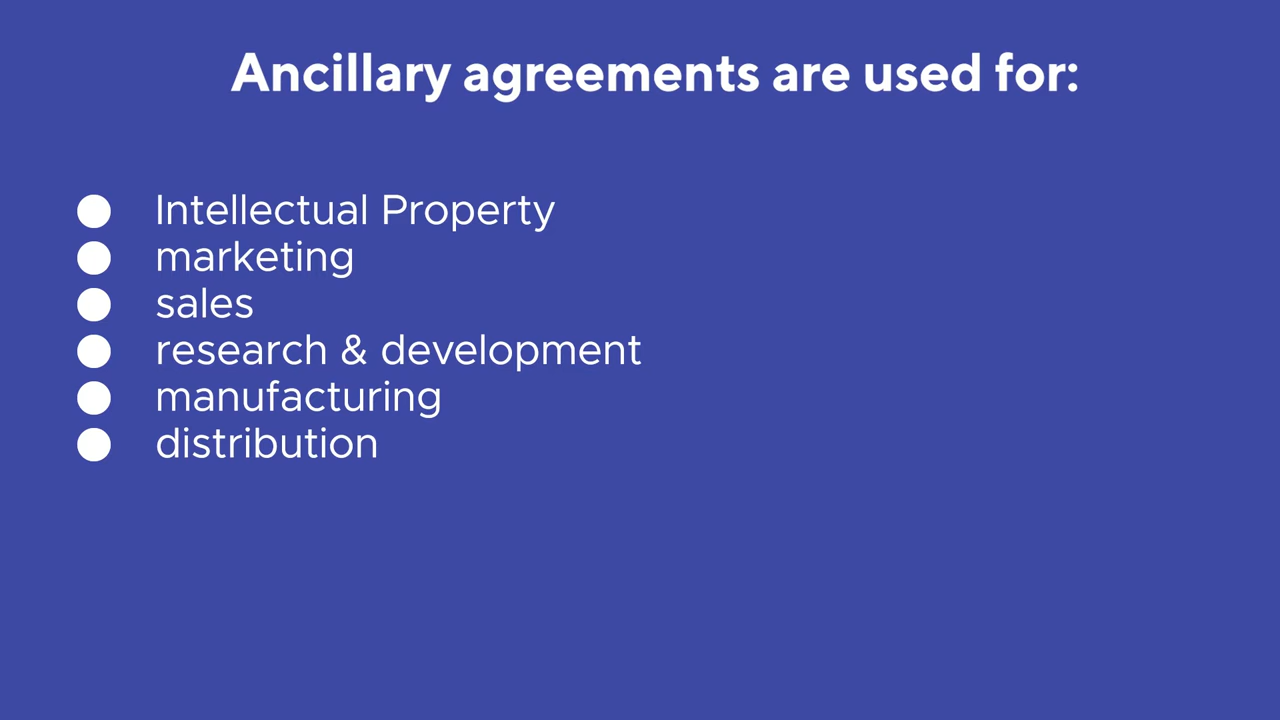 Ancillary agreements are used for:
● Intellectual Property
● marketing
● sales
● research & development
● manufacturing
● distribution